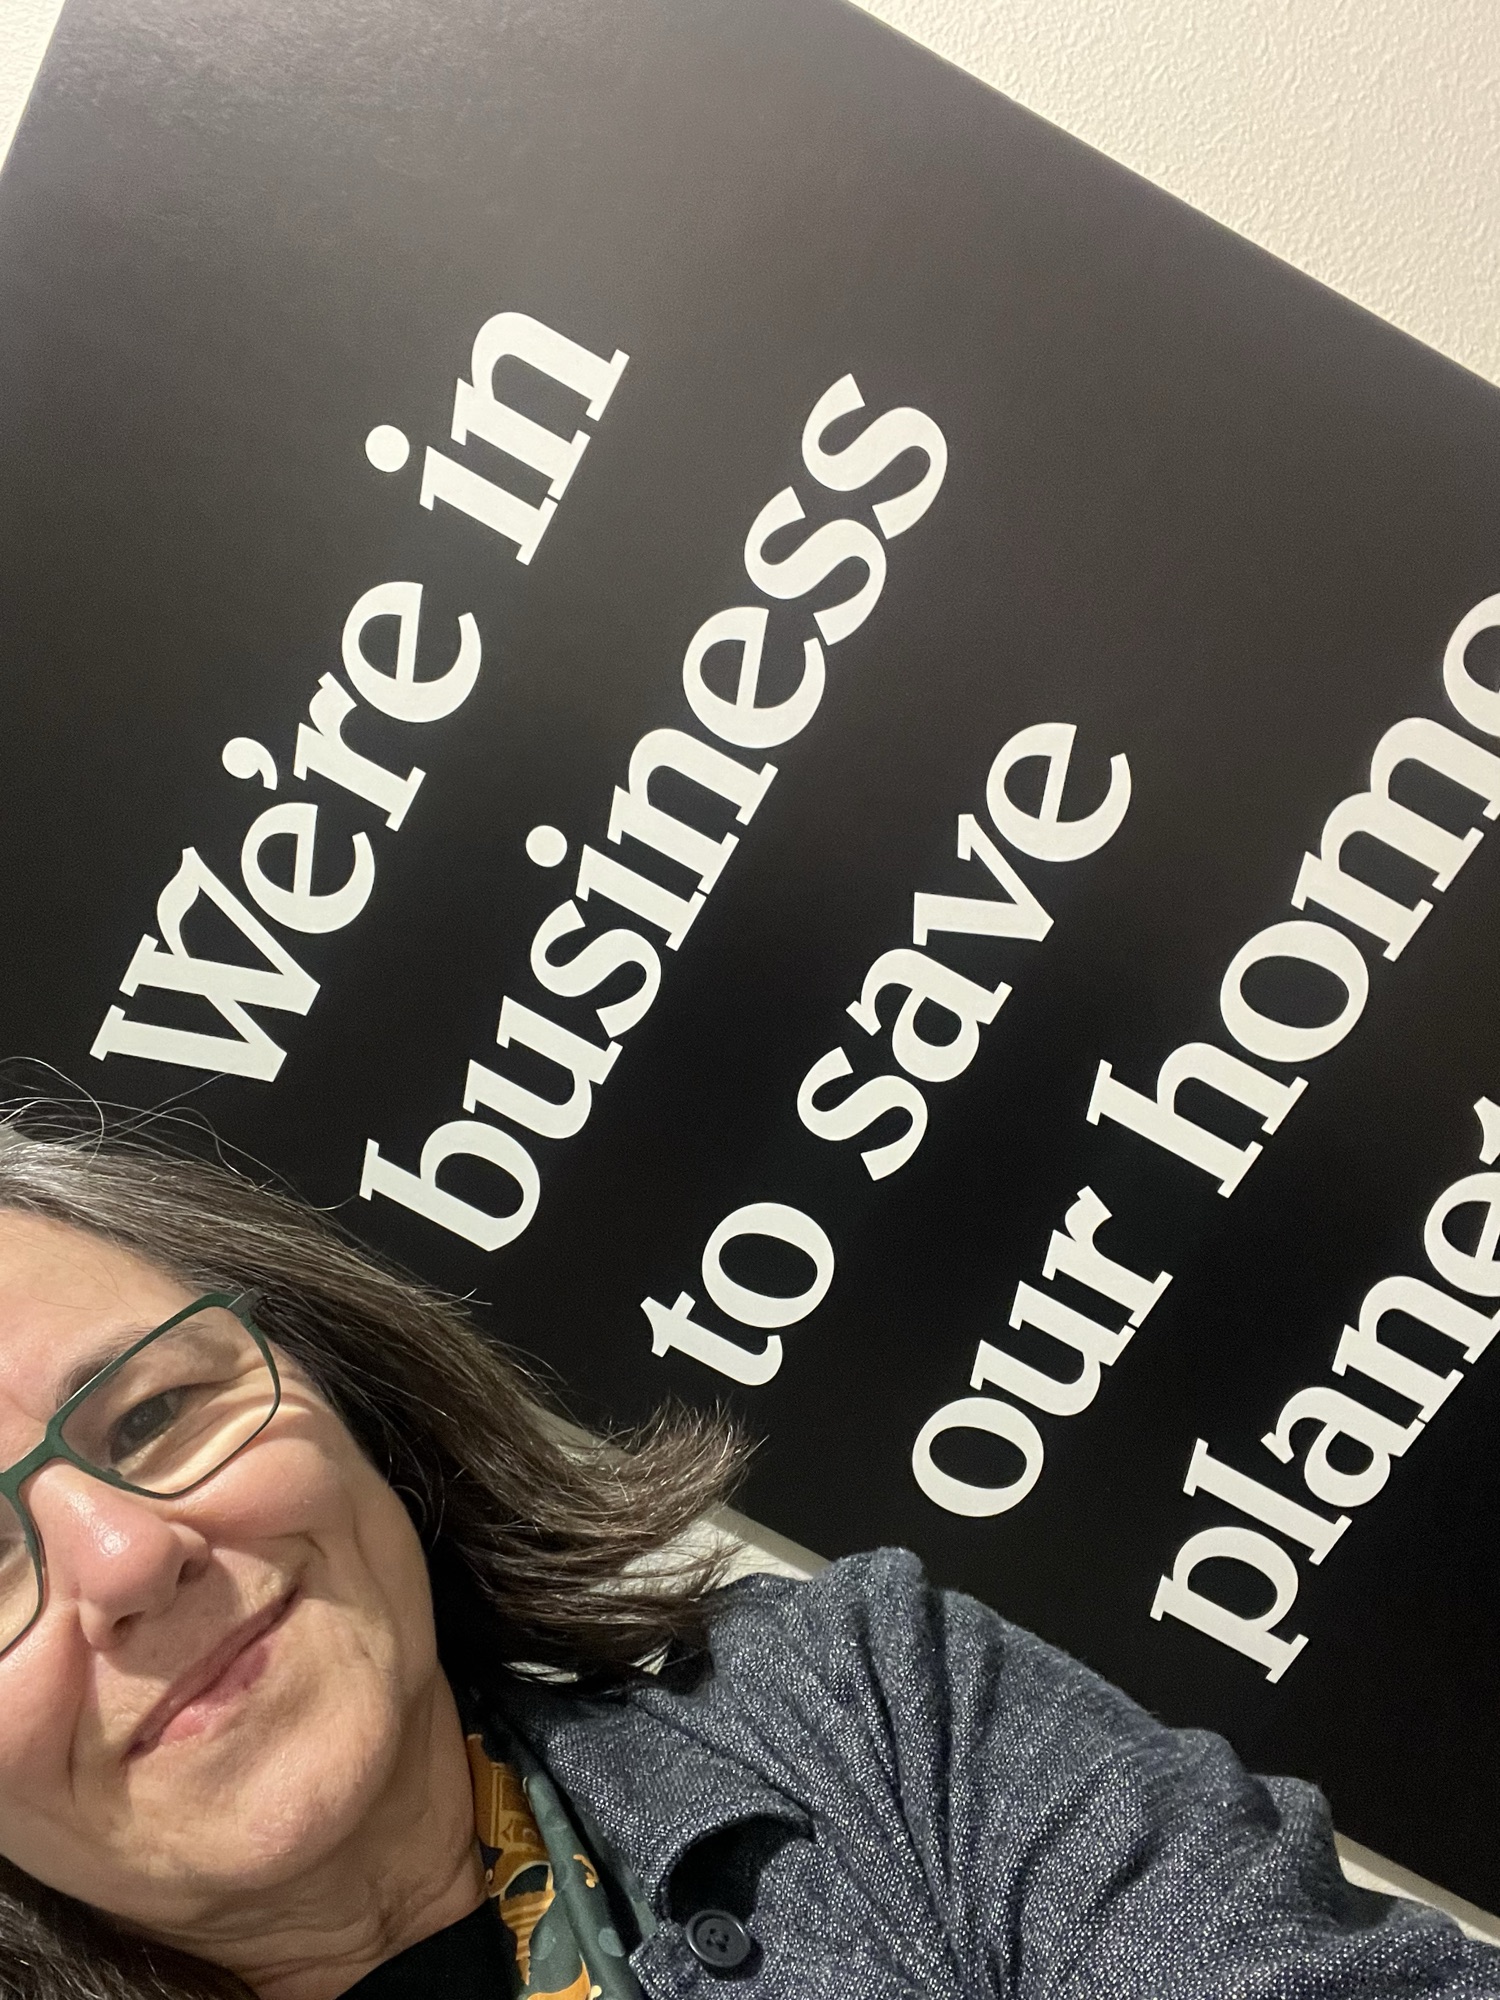 We're in
business
to save
our home
planet